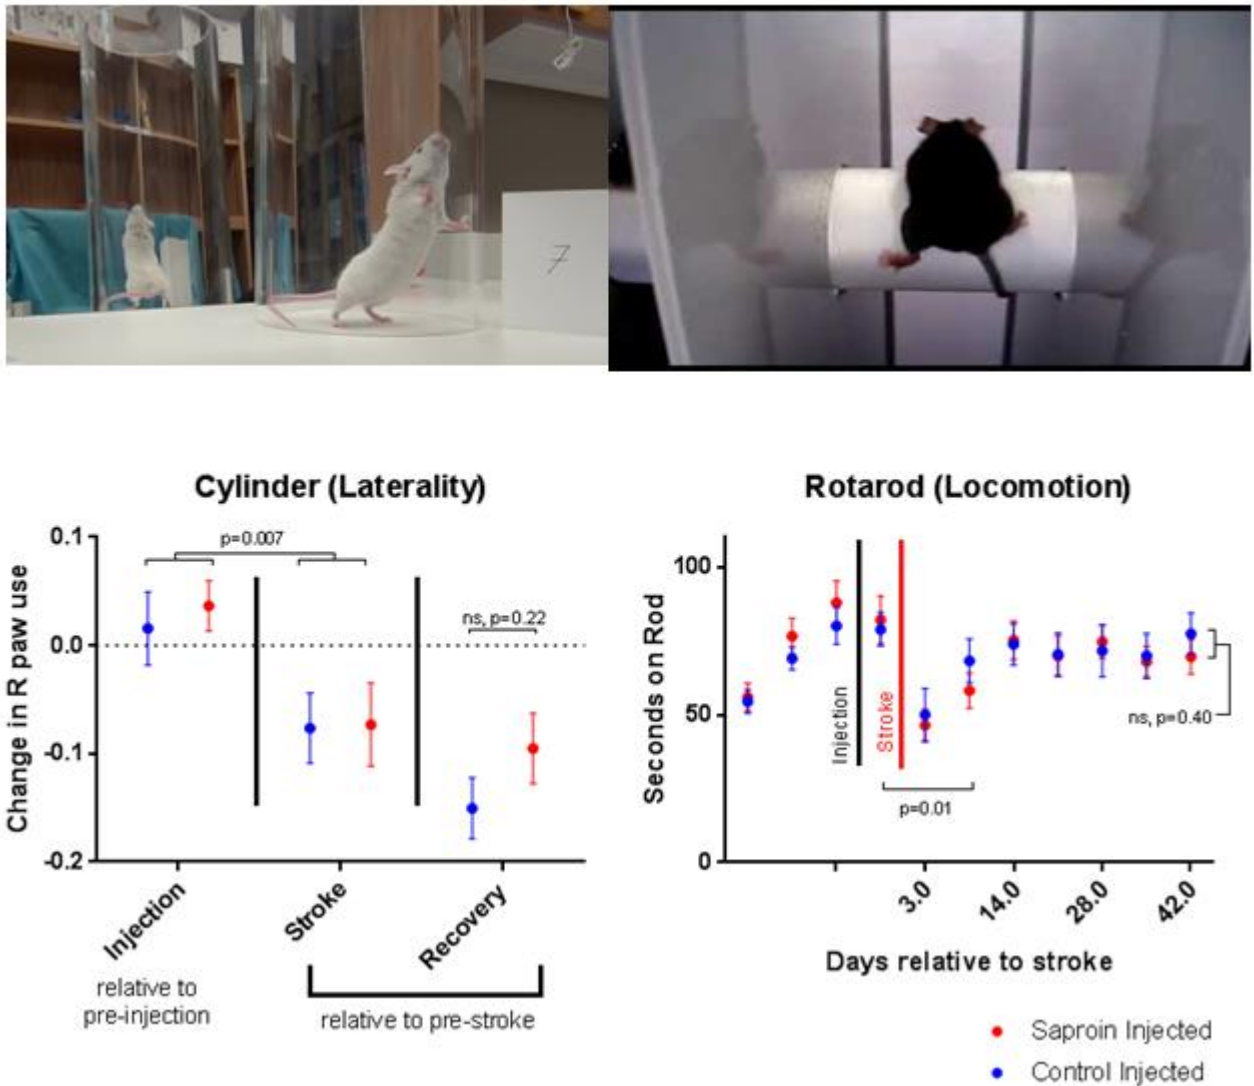 7
Cylinder (Laterality)
Change in R paw use
0.1
0.0
-0.1
-0.2
p=0.007
ns, p=0.22
Injection
Stroke
Recovery
relative to
pre-injection
relative to pre-stroke
Rotarod (Locomotion)
Seconds on Rod
100
50
0
Injection
Stroke
p=0.01
ns, p=0.40
3.0
14.0
28.0
42.0
Days relative to stroke
Saproin Injected
Control Injected